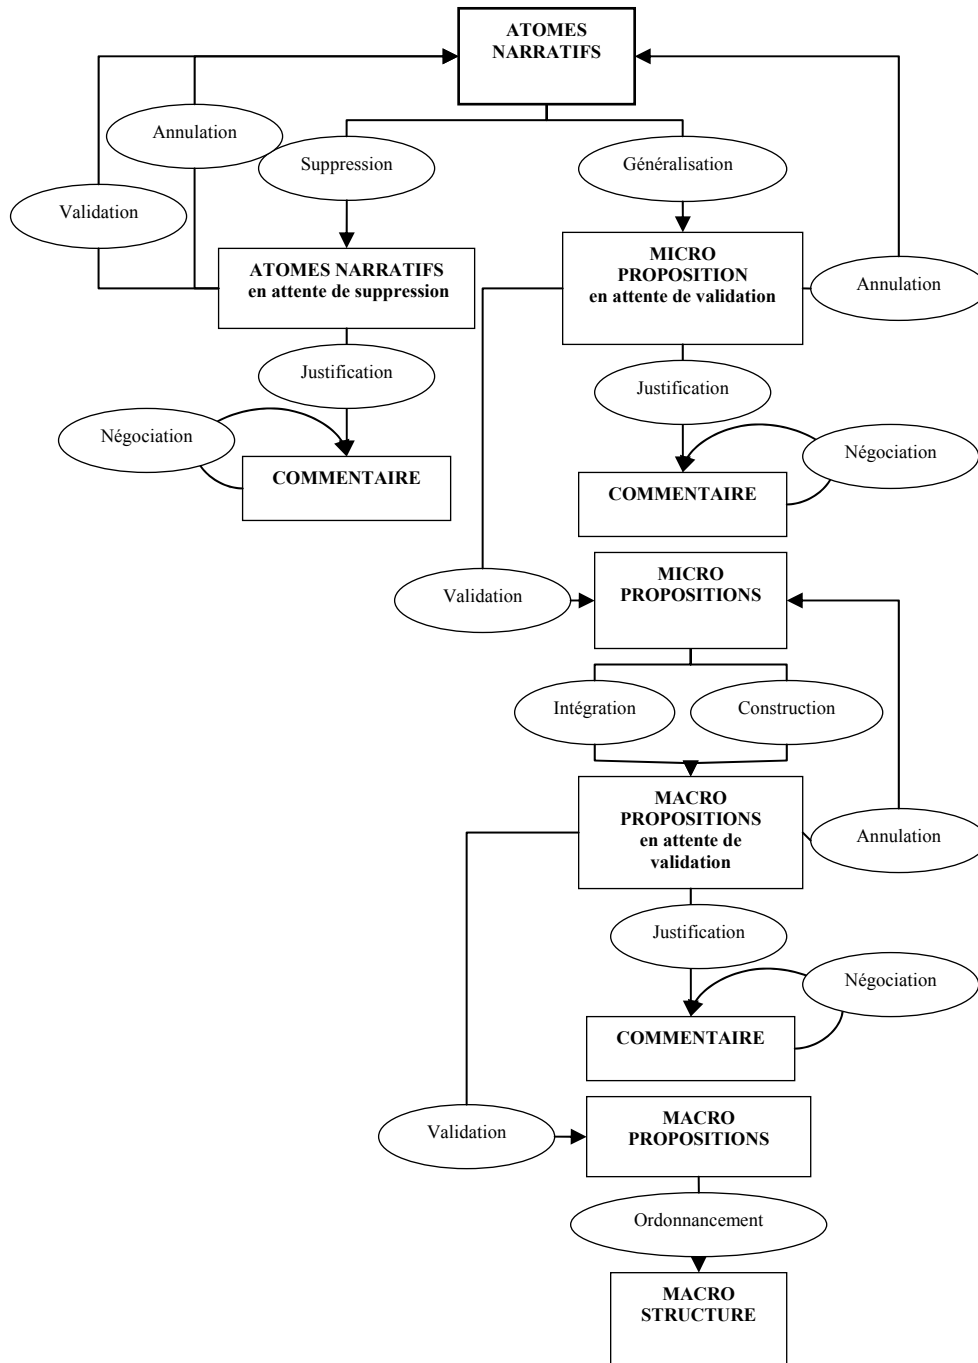 ATOMES
NARRATIFS
Annulation
Suppression
Généralisation
Validation
ATOMES NARRATIFS
en attente de suppression
MICRO
PROPOSITION
en attente de validation
Annulation
Justification
Justification
Négociation
Négociation
COMMENTAIRE
COMMENTAIRE
Validation
MICRO
PROPOSITIONS
Intégration
Construction
MACRO
PROPOSITIONS
en attente de
validation
Annulation
Justification
Négociation
COMMENTAIRE
Validation
MACRO
PROPOSITIONS
Ordonnancement
MACRO
STRUCTURE